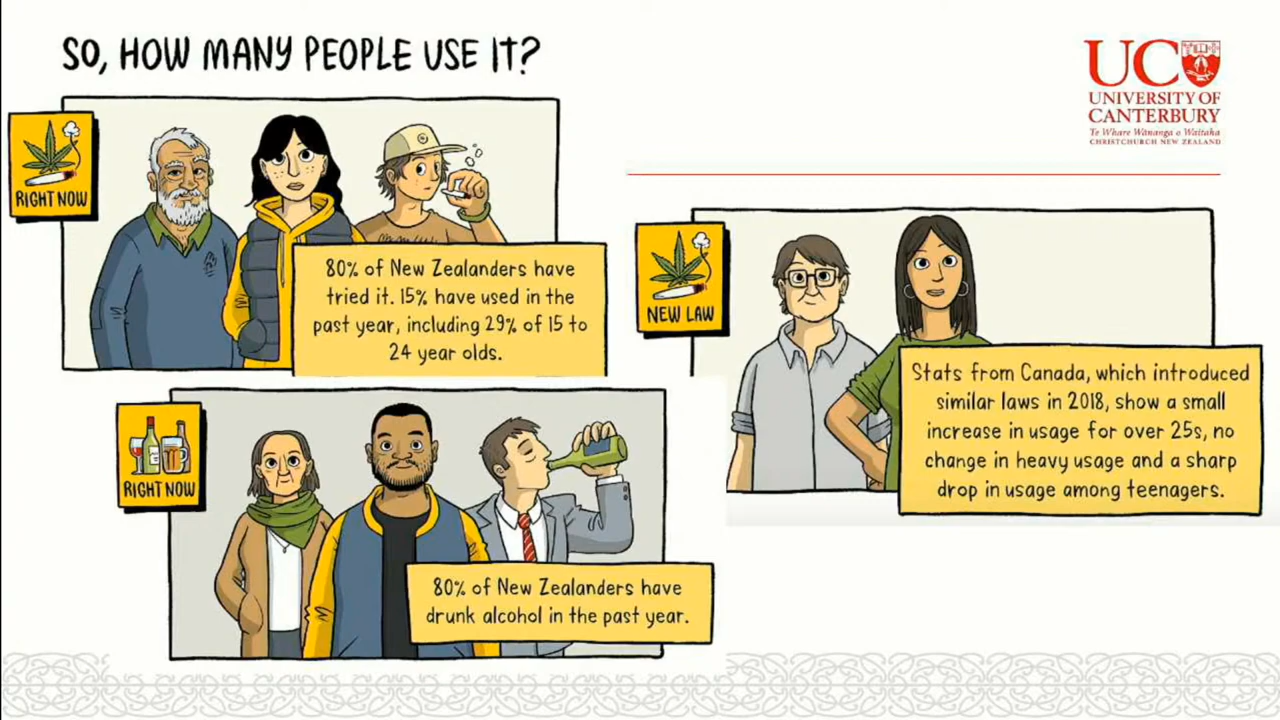 SO, HOW MANY PEOPLE USE IT?
UC
UNIVERSITY OF
CANTERBURY
Te Whare Wānanga o Waitaha
CHRISTCHURCH NEW ZEALAND
RIGHT NOW
80% of New Zealanders have
tried it. 15% have used in the
past year, including 29% of 15 to
24 year olds.
NEW LAW
Stats from Canada, which introduced
similar laws in 2018, show a small
increase in usage for over 25s, no
change in heavy usage and a sharp
drop in usage among teenagers.
RIGHT NOW
80% of New Zealanders have
drunk alcohol in the past year.